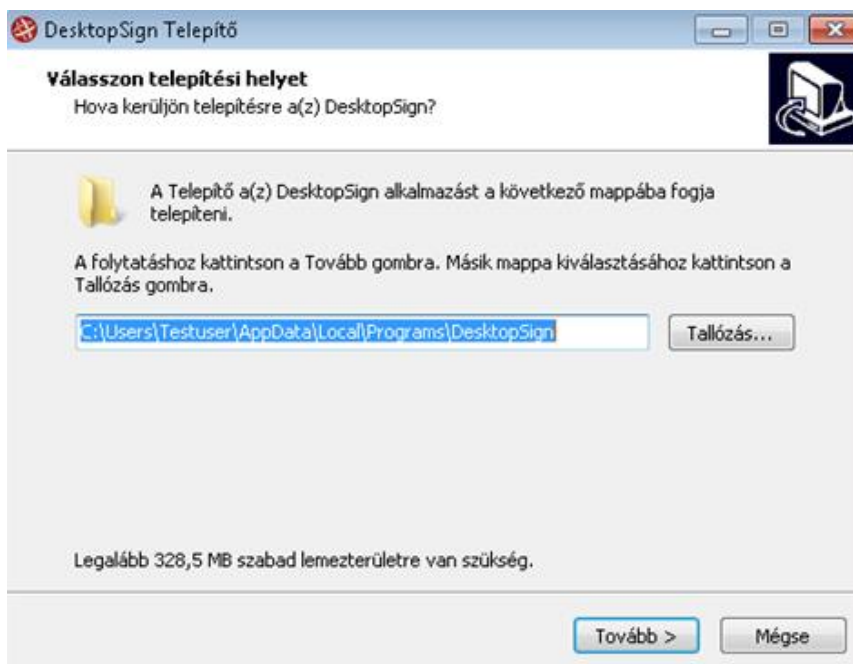 DesktopSign Telepítő
Válasszon telepítési helyet
Hova kerüljön telepítésre a(z) DesktopSign?
A Telepítő a(z) DesktopSign alkalmazást a következő mappába fogja
telepíteni.
A folytatáshoz kattintson a Tovább gombra. Másik mappa kiválasztásához kattintson a
Tallózás gombra.
C:\Users\Testuser\AppData\Local\Programs\DesktopSign
Tallózás...
Legalább 328,5 MB szabad lemezterületre van szükség.
Tovább >
Mégse